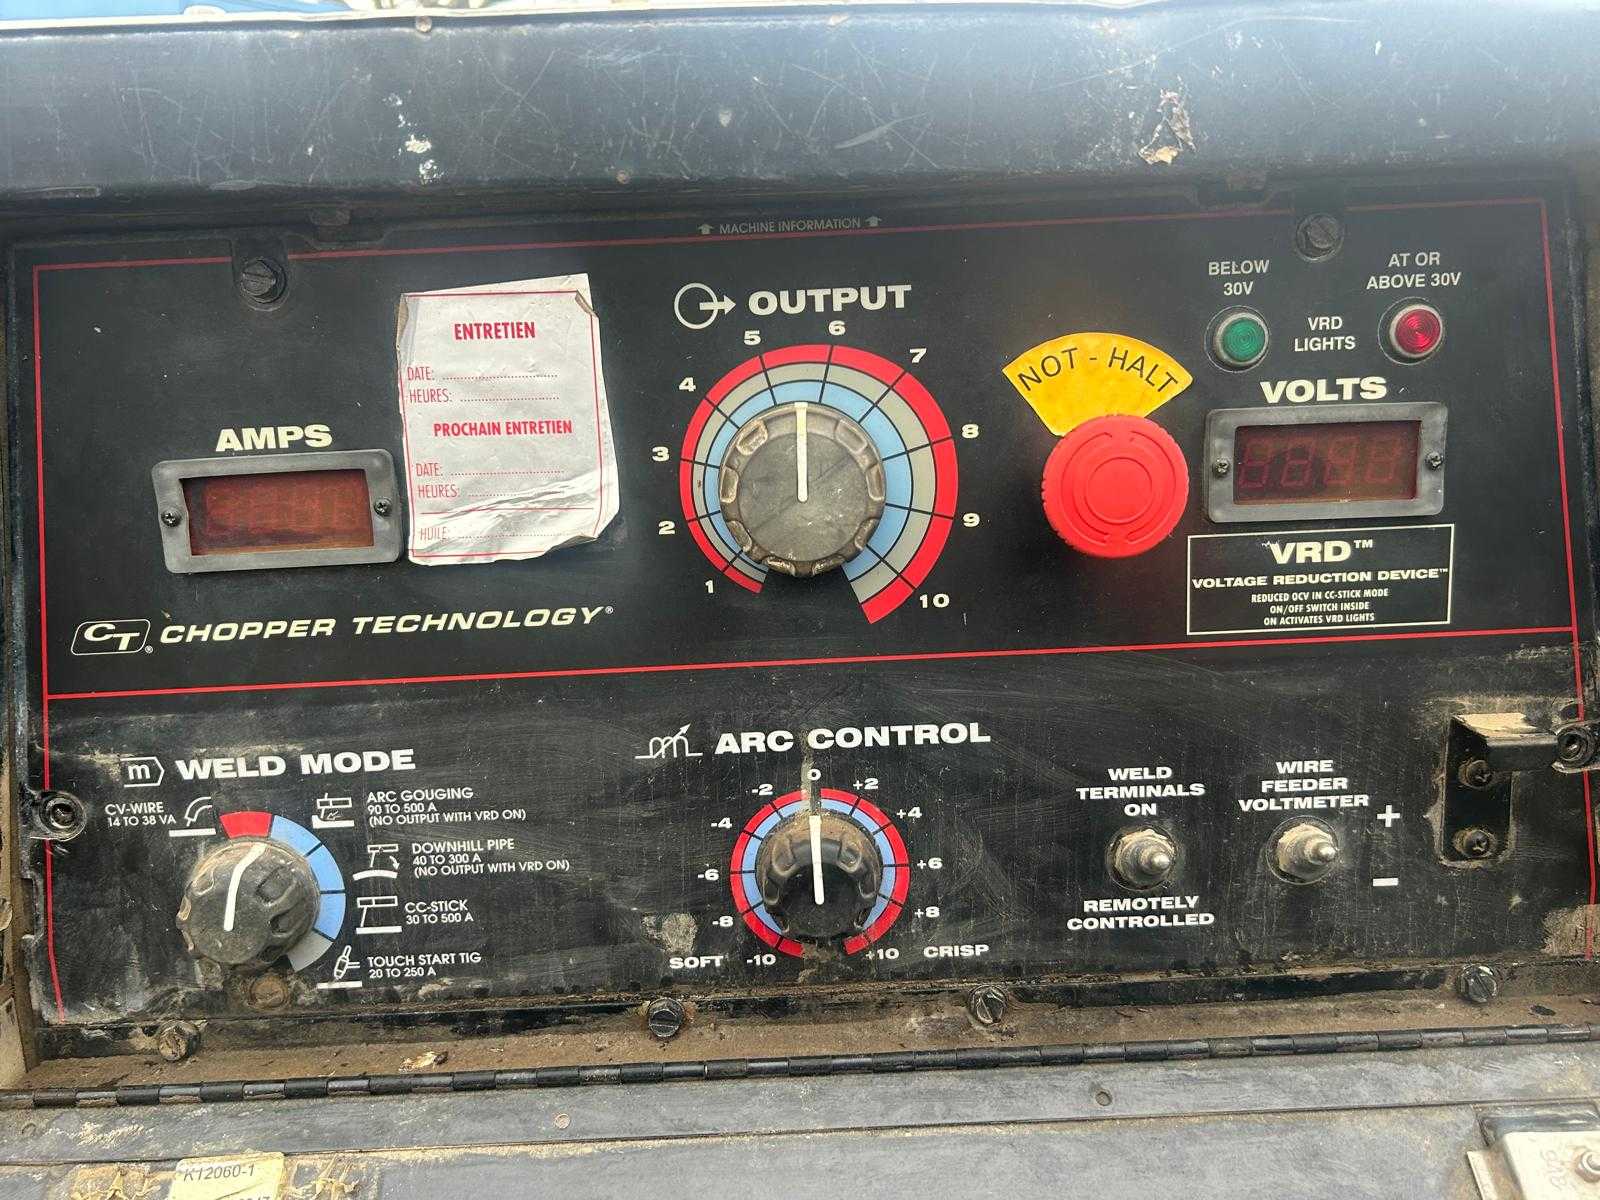 MACHINE INFORMATION
OUTPUT
1
2
3
4
5
6
7
8
9
10
BELOW
30V
VRD
LIGHTS
AT OR
ABOVE 30V
NOT - HALT
VOLTS
AMPS
ENTRETIEN
DATE:
HEURES:
PROCHAIN ENTRETIEN
DATE:
HEURES:
HUILE:
VRD™
VOLTAGE REDUCTION DEVICE™
REDUCED OCV IN CC-STICK MODE
ON/OFF SWITCH INSIDE
ON ACTIVATES VRD LIGHTS
CT® CHOPPER TECHNOLOGY®
m WELD MODE
CV-WIRE
14 TO 38 VA
ARC GOUGING
90 TO 500 A
(NO OUTPUT WITH VRD ON)
DOWNHILL PIPE
40 TO 300 A
(NO OUTPUT WITH VRD ON)
CC-STICK
30 TO 500 A
TOUCH START TIG
20 TO 250 A
ARC CONTROL
-10
-8
-6
-4
-2
0
+2
+4
+6
+8
+10
SOFT
CRISP
WELD
TERMINALS
ON
REMOTELY
CONTROLLED
WIRE
FEEDER
VOLTMETER
+
−
K12060-1